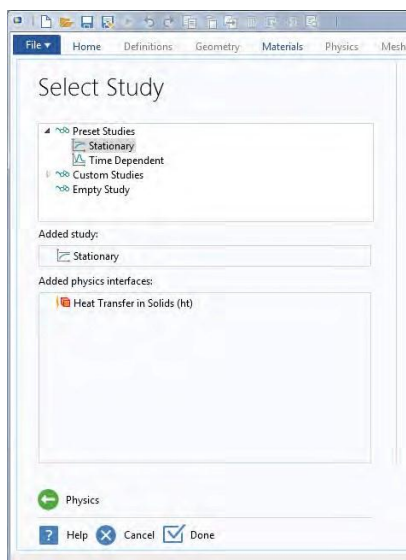 File Home Definitions Geometry Materials Physics Mesh
Select Study
Preset Studies
Stationary
Time Dependent
Custom Studies
Empty Study
Added study:
Stationary
Added physics interfaces:
Heat Transfer in Solids (ht)
Physics
? Help Cancel Done